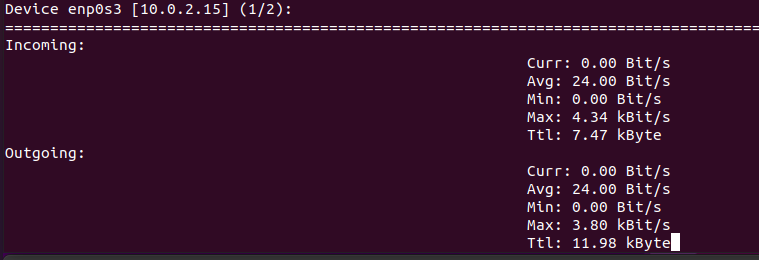 Device enp0s3 [10.0.2.15] (1/2):
=====================================================================================
Incoming:
Curr: 0.00 Bit/s
Avg: 24.00 Bit/s
Min: 0.00 Bit/s
Max: 4.34 kBit/s
Ttl: 7.47 kByte
Outgoing:
Curr: 0.00 Bit/s
Avg: 24.00 Bit/s
Min: 0.00 Bit/s
Max: 3.80 kBit/s
Ttl: 11.98 kByte